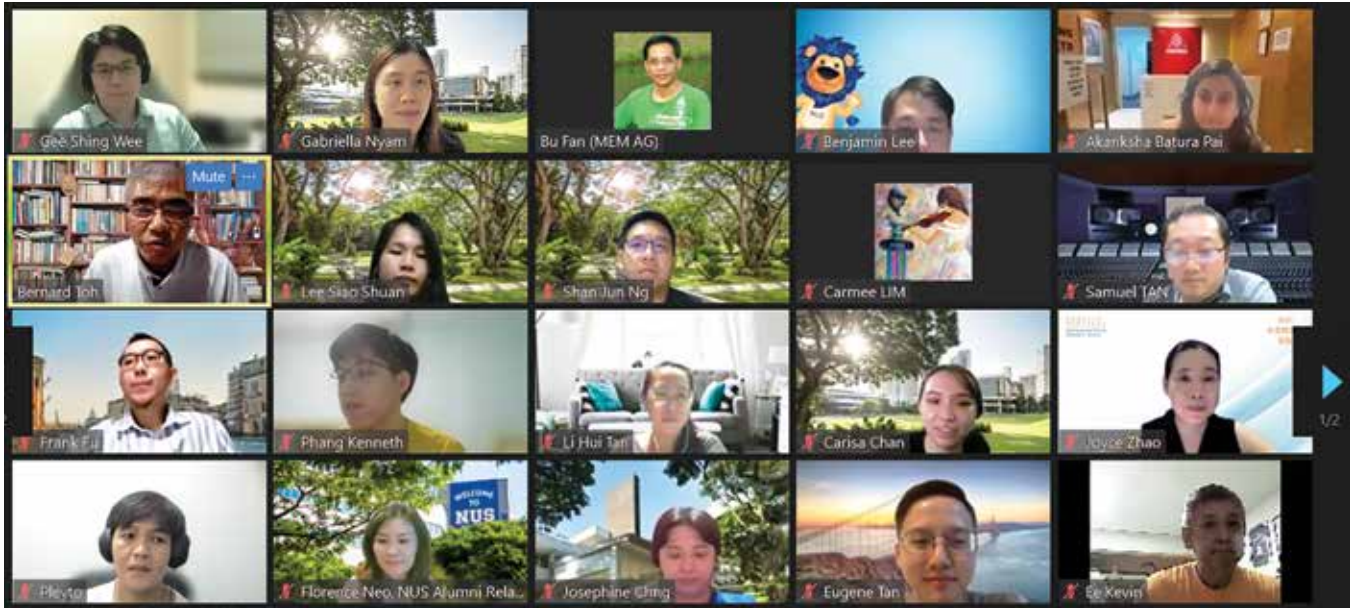 Gee Shing Wee
Gabriella Nyam
Bu Fan (MEM AG)
Benjamin Lee
Akanksha Batura Pai
Mute ...
Bernard Toh
Lee Siao Shuan
Shan Jun Ng
Carmee LIM
Samuel TAN
Frank Fu
Phang Kenneth
Li Hui Tan
Carisa Chan
Joyce Zhao
1/2
WELCOME
TO
NUS
Plevto
Florence Neo, NUS Alumni Rela...
Josephine Chng
Eugene Tan
Ee Kevin